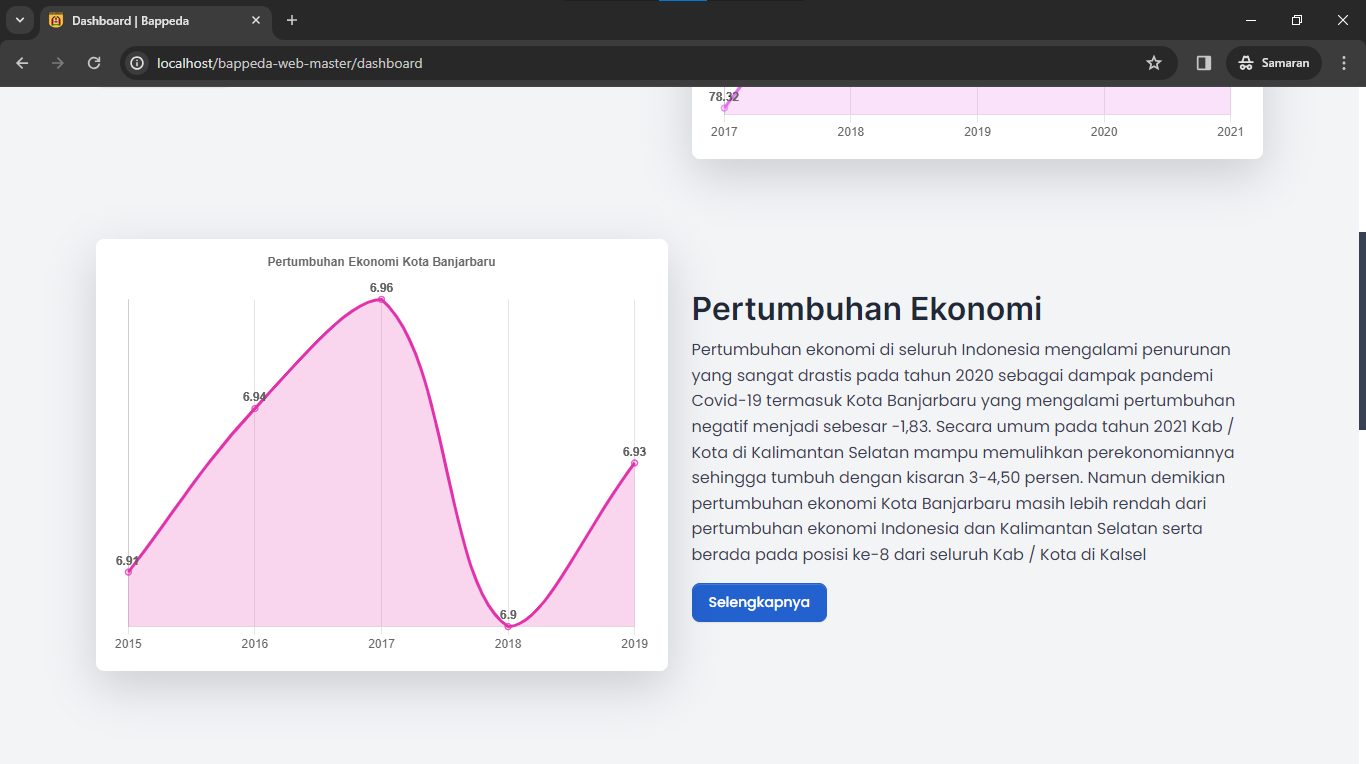 Dashboard | Bappeda
localhost/bappeda-web-master/dashboard
Samaran
78.32
2017 2018 2019 2020 2021
Pertumbuhan Ekonomi Kota Banjarbaru
6.96
6.94
6.93
6.91
6.9
2015 2016 2017 2018 2019
Pertumbuhan Ekonomi
Pertumbuhan ekonomi di seluruh Indonesia mengalami penurunan
yang sangat drastis pada tahun 2020 sebagai dampak pandemi
Covid-19 termasuk Kota Banjarbaru yang mengalami pertumbuhan
negatif menjadi sebesar -1,83. Secara umum pada tahun 2021 Kab /
Kota di Kalimantan Selatan mampu memulihkan perekonomiannya
sehingga tumbuh dengan kisaran 3-4,50 persen. Namun demikian
pertumbuhan ekonomi Kota Banjarbaru masih lebih rendah dari
pertumbuhan ekonomi Indonesia dan Kalimantan Selatan serta
berada pada posisi ke-8 dari seluruh Kab / Kota di Kalsel
Selengkapnya